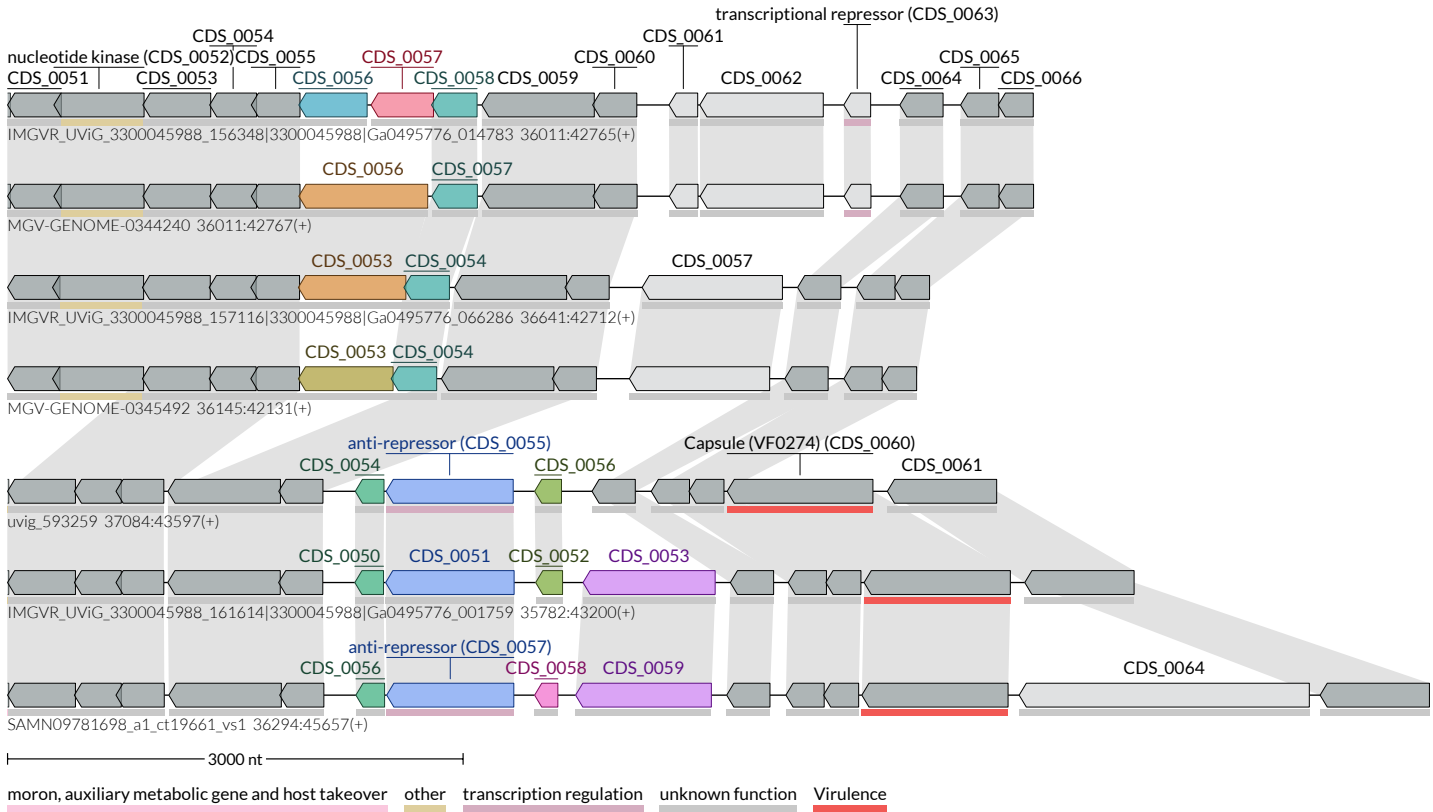 transcriptional repressor (CDS_0063)
CDS_0054 CDS_0061
nucleotide kinase (CDS_0052) CDS_0055 CDS_0057 CDS_0060 CDS_0065
CDS_0051 CDS_0053 CDS_0056 CDS_0058 CDS_0059 CDS_0062 CDS_0064 CDS_0066
IMGVR_UViG_3300045988_156348|3300045988|Ga0495776_014783 36011:42765(+)
CDS_0056 CDS_0057
MGV-GENOME-0344240 36011:42767(+)
CDS_0053 CDS_0054 CDS_0057
IMGVR_UViG_3300045988_157116|3300045988|Ga0495776_066286 36641:42712(+)
CDS_0053 CDS_0054
MGV-GENOME-0345492 36145:42131(+)
anti-repressor (CDS_0055) Capsule (VF0274) (CDS_0060)
CDS_0054 CDS_0056 CDS_0061
uvig_593259 37084:43597(+)
CDS_0050 CDS_0051 CDS_0052 CDS_0053
IMGVR_UViG_3300045988_161614|3300045988|Ga0495776_001759 35782:43200(+)
anti-repressor (CDS_0057)
CDS_0056 CDS_0058 CDS_0059 CDS_0064
SAMN09781698_a1_ct19661_vs1 36294:45657(+)
3000 nt
moron, auxiliary metabolic gene and host takeover other transcription regulation unknown function Virulence